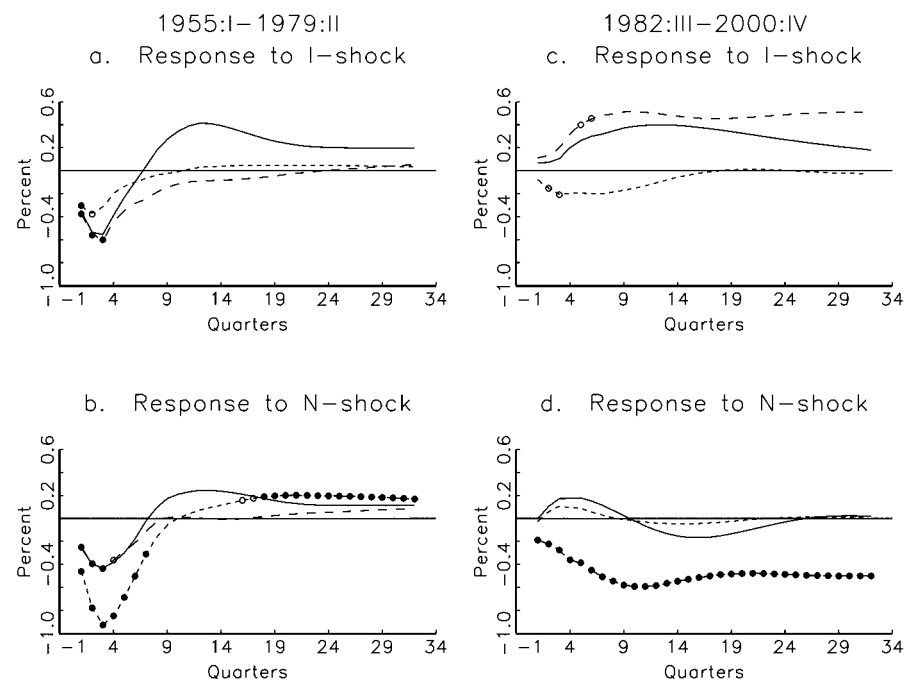 1955:I−1979:II
a. Response to I−shock
Percent
0.6
0.2
−0.4
−1.0
−1 4 9 14 19 24 29 34
Quarters
1982:III−2000:IV
c. Response to I−shock
Percent
0.6
0.2
−0.4
−1.0
−1 4 9 14 19 24 29 34
Quarters
b. Response to N−shock
Percent
0.6
0.2
−0.4
−1.0
−1 4 9 14 19 24 29 34
Quarters
d. Response to N−shock
Percent
0.6
0.2
−0.4
−1.0
−1 4 9 14 19 24 29 34
Quarters